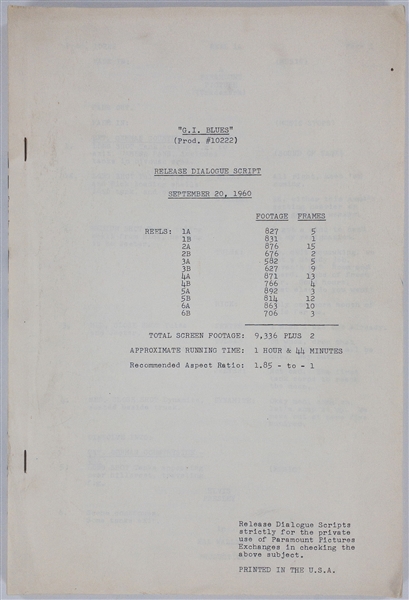 "G.I. BLUES"
(Prod. #10222)
RELEASE DIALOGUE SCRIPT
SEPTEMBER 20, 1960
FOOTAGE FRAMES
REELS: 1A 827 5
1B 831 1
2A 876 15
2B 676 2
3A 582 5
3B 627 9
4A 871 13
4B 766 4
5A 892 3
5B 814 12
6A 863 10
6B 706 3
TOTAL SCREEN FOOTAGE: 9,336 PLUS 2
APPROXIMATE RUNNING TIME: 1 HOUR & 44 MINUTES
Recommended Aspect Ratio: 1.85 - to - 1
Release Dialogue Scripts
strictly for the private
use of Paramount Pictures
Exchanges in checking the
above subject.
PRINTED IN THE U.S.A.